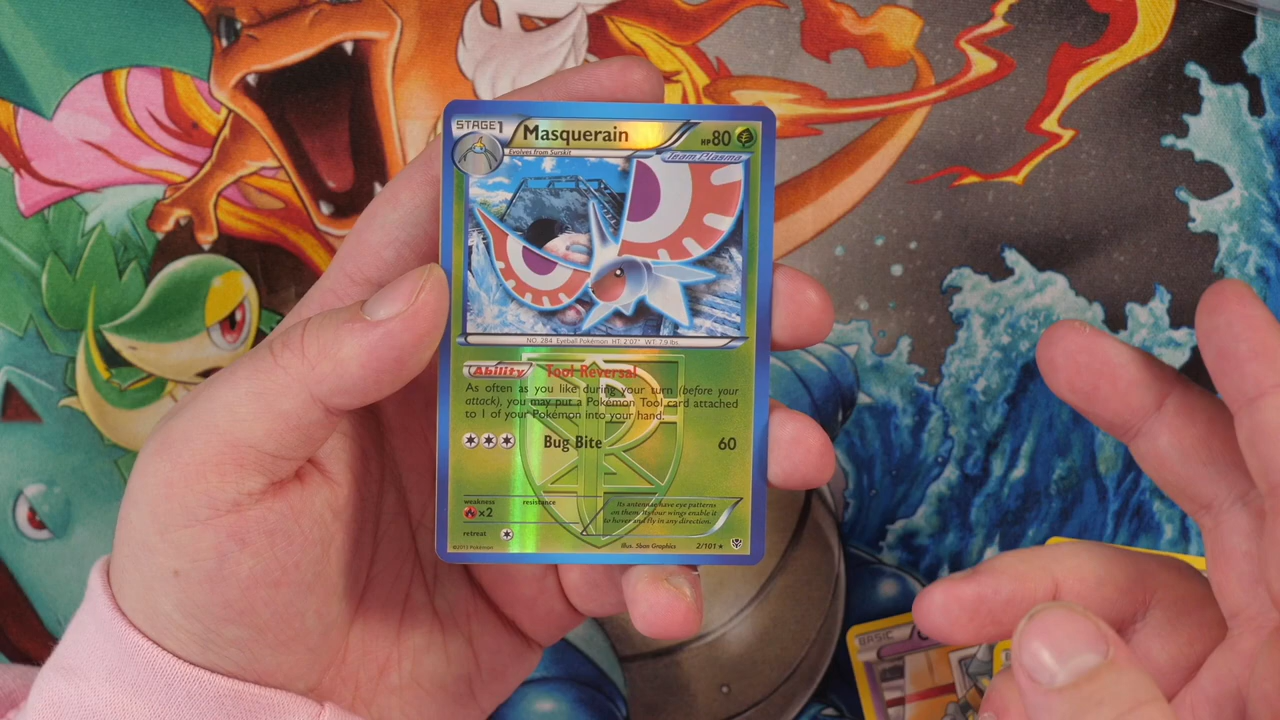 STAGE1 Masquerain HP80
Evolves from Surskit
Team Plasma
NO. 284 Eyeball Pokémon HT: 2'07" WT: 7.9 lbs.
Ability Tool Reversal
As often as you like during your turn (before your
attack), you may put a Pokémon Tool card attached
to 1 of your Pokémon into your hand.
Bug Bite 60
weakness resistance
×2
Its antennae have eye patterns
on them. Its four wings enable it
to hover and fly in any direction.
retreat
©2013 Pokémon Illus. 5ban Graphics 2/101★
BASIC